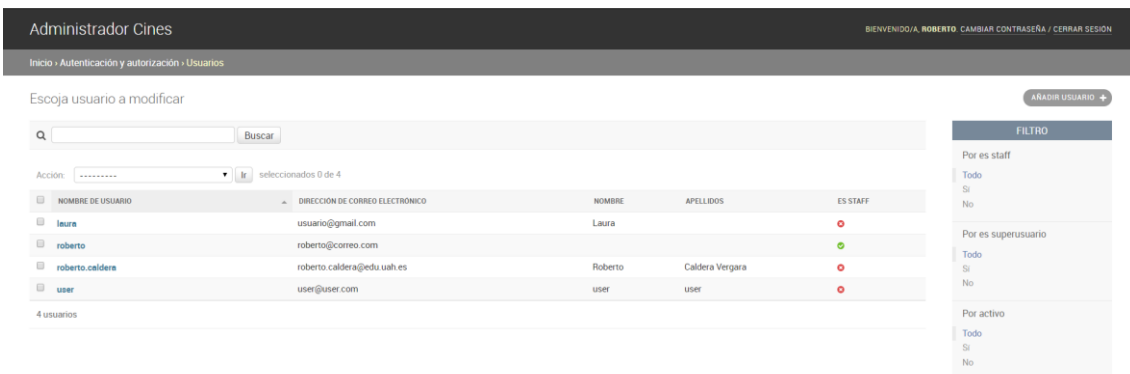 Administrador Cines
BIENVENIDO/A, ROBERTO. CAMBIAR CONTRASEÑA / CERRAR SESIÓN
Inicio › Autenticación y autorización › Usuarios
Escoja usuario a modificar
AÑADIR USUARIO +
Buscar
Acción: --------- Ir seleccionados 0 de 4
NOMBRE DE USUARIO DIRECCIÓN DE CORREO ELECTRÓNICO NOMBRE APELLIDOS ES STAFF
laura usuario@gmail.com Laura
roberto roberto@correo.com
roberto.caldera roberto.caldera@edu.uah.es Roberto Caldera Vergara
user user@user.com user user
4 usuarios
FILTRO
Por es staff
Todo
Sí
No
Por es superusuario
Todo
Sí
No
Por activo
Todo
Sí
No